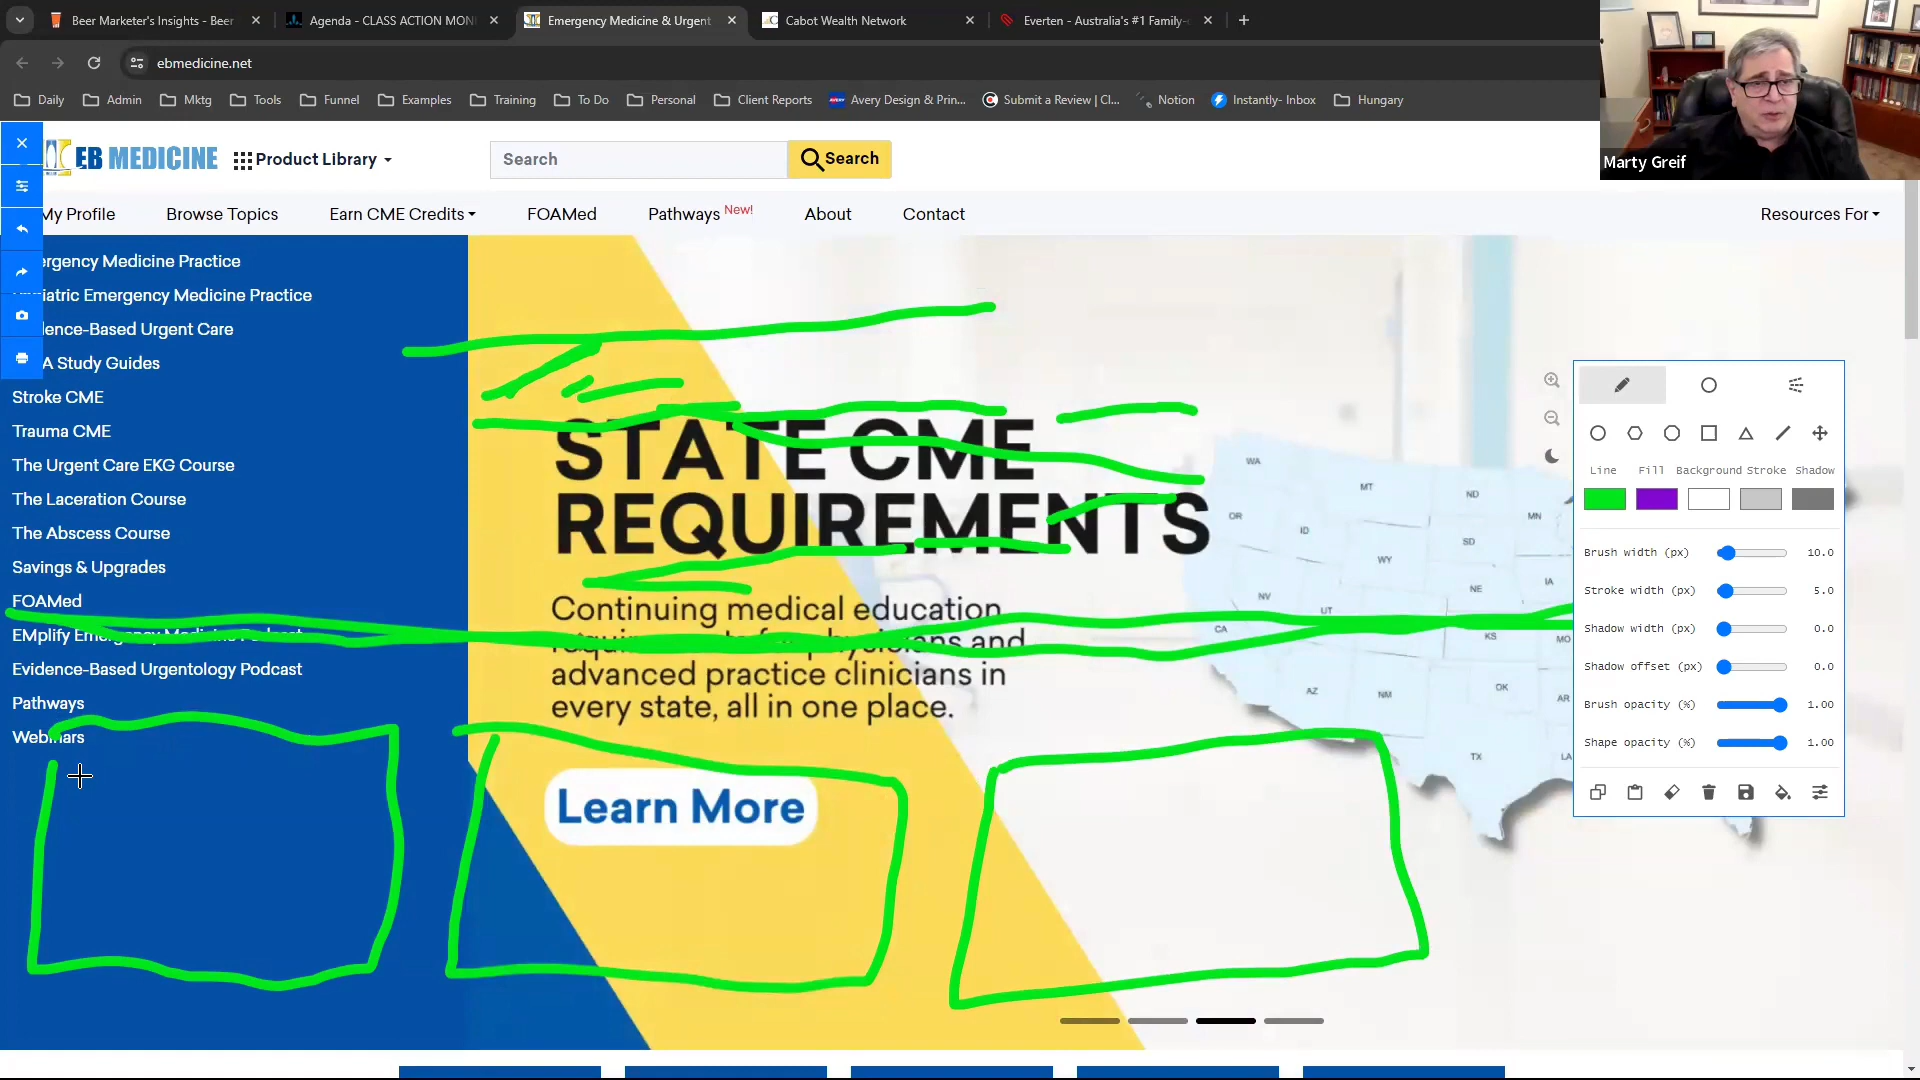 Beer Marketer's Insights - Beer
Agenda - CLASS ACTION MON
Emergency Medicine & Urgent
Cabot Wealth Network
Everten - Australia's #1 Family-
ebmedicine.net
Daily
Admin
Mktg
Tools
Funnel
Examples
Training
To Do
Personal
Client Reports
Avery Design & Prin...
Submit a Review | Cl...
Notion
Instantly- Inbox
Hungary
Marty Greif
EB MEDICINE
Product Library
Search
Search
My Profile
Browse Topics
Earn CME Credits
FOAMed
Pathways New!
About
Contact
Resources For
ergency Medicine Practice
iatric Emergency Medicine Practice
dence-Based Urgent Care
A Study Guides
Stroke CME
Trauma CME
The Urgent Care EKG Course
The Laceration Course
The Abscess Course
Savings & Upgrades
FOAMed
EMplify Emergency Medicine Podcast
Evidence-Based Urgentology Podcast
Pathways
Webinars
STATE CME
REQUIREMENTS
Continuing medical education
requirements for physicians and
advanced practice clinicians in
every state, all in one place.
Learn More
WA
MT
ND
MN
OR
ID
SD
WY
IA
NE
NV
UT
CA
KS
MO
AZ
NM
OK
AR
TX
LA
Line
Fill
Background
Stroke
Shadow
Brush width (px)
10.0
Stroke width (px)
5.0
Shadow width (px)
0.0
Shadow offset (px)
0.0
Brush opacity (%)
1.00
Shape opacity (%)
1.00